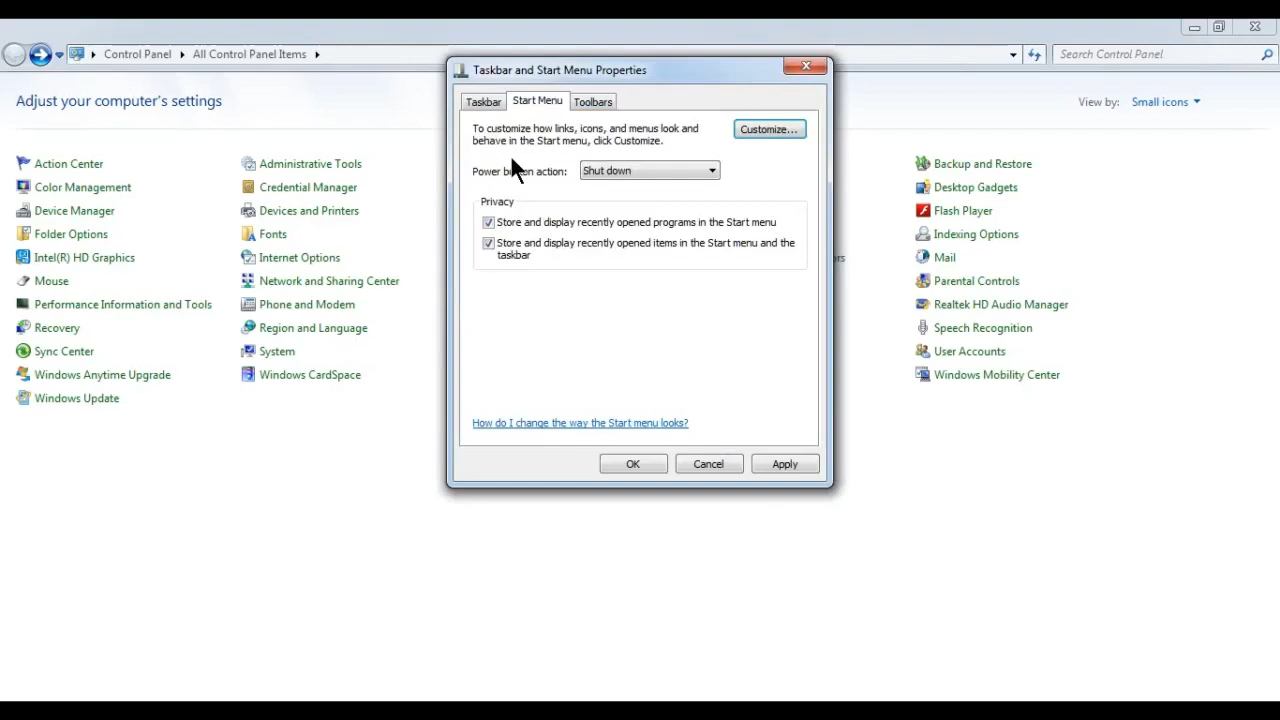 Control Panel All Control Panel Items
Search Control Panel
Adjust your computer's settings
View by: Small icons
Action Center
Color Management
Device Manager
Folder Options
Intel(R) HD Graphics
Mouse
Performance Information and Tools
Recovery
Sync Center
Windows Anytime Upgrade
Windows Update
Administrative Tools
Credential Manager
Devices and Printers
Fonts
Internet Options
Network and Sharing Center
Phone and Modem
Region and Language
System
Windows CardSpace
Taskbar and Start Menu Properties
Taskbar
Start Menu
Toolbars
To customize how links, icons, and menus look and
behave in the Start menu, click Customize.
Customize...
Power action:
Shut down
Privacy
Store and display recently opened programs in the Start menu
Store and display recently opened items in the Start menu and the
taskbar
How do I change the way the Start menu looks?
OK
Cancel
Apply
Backup and Restore
Desktop Gadgets
Flash Player
Indexing Options
Mail
Parental Controls
Realtek HD Audio Manager
Speech Recognition
User Accounts
Windows Mobility Center